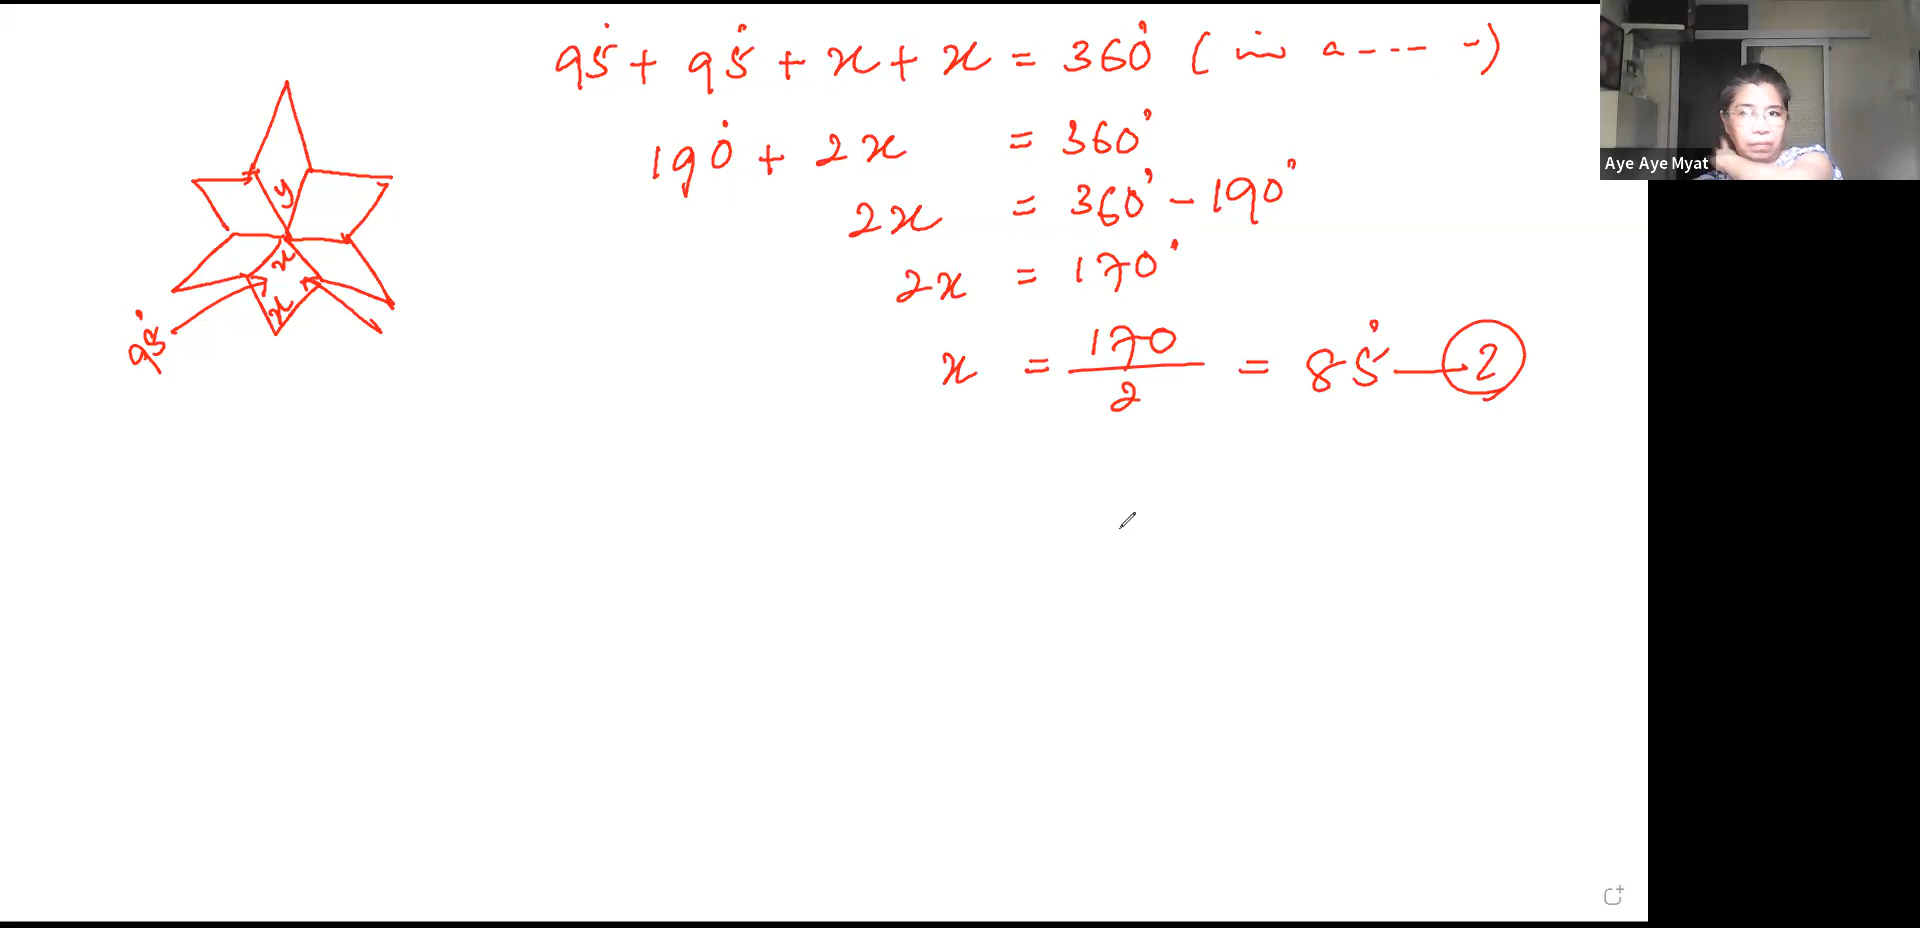 95° + 95° + x + x = 360° ( in a ---- -)
190° + 2x = 360°
2x = 360° - 190°
2x = 170°
x = 170/2 = 85° — 2
y
x
x
95°
Aye Aye Myat